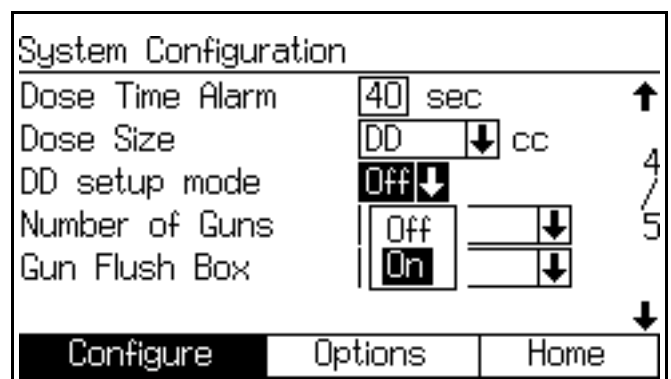 System Configuration
Dose Time Alarm 40 sec
Dose Size DD cc
DD setup mode Off
Number of Guns Off
Gun Flush Box On
4/5
Configure Options Home